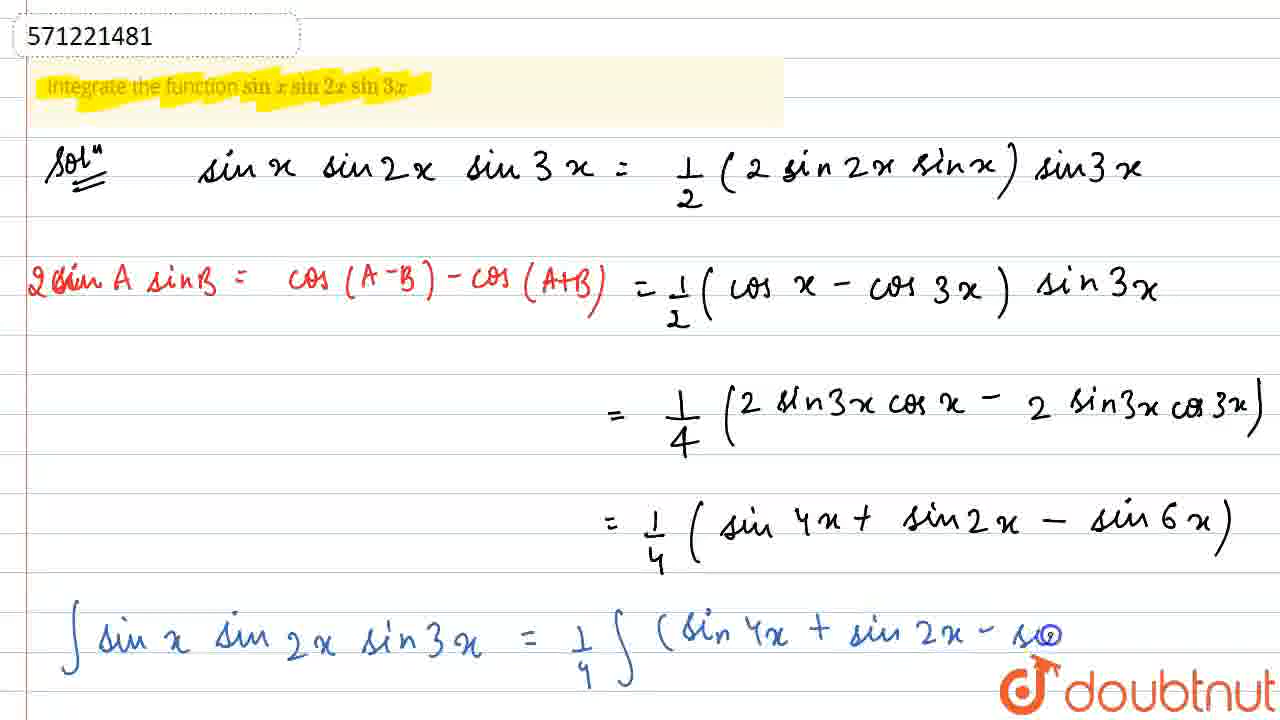 571221481
Integrate the function sin x sin 2x sin 3x
Solⁿ sin x sin 2x sin 3x = 1/2 (2 sin 2x sin x) sin 3x
2 sin A sin B = cos (A-B) - cos (A+B) = 1/2 (cos x - cos 3x) sin 3x
= 1/4 (2 sin 3x cos x - 2 sin 3x cos 3x)
= 1/4 (sin 4x + sin 2x - sin 6x)
∫ sin x sin 2x sin 3x = 1/4 ∫ (sin 4x + sin 2x -
doubtnut